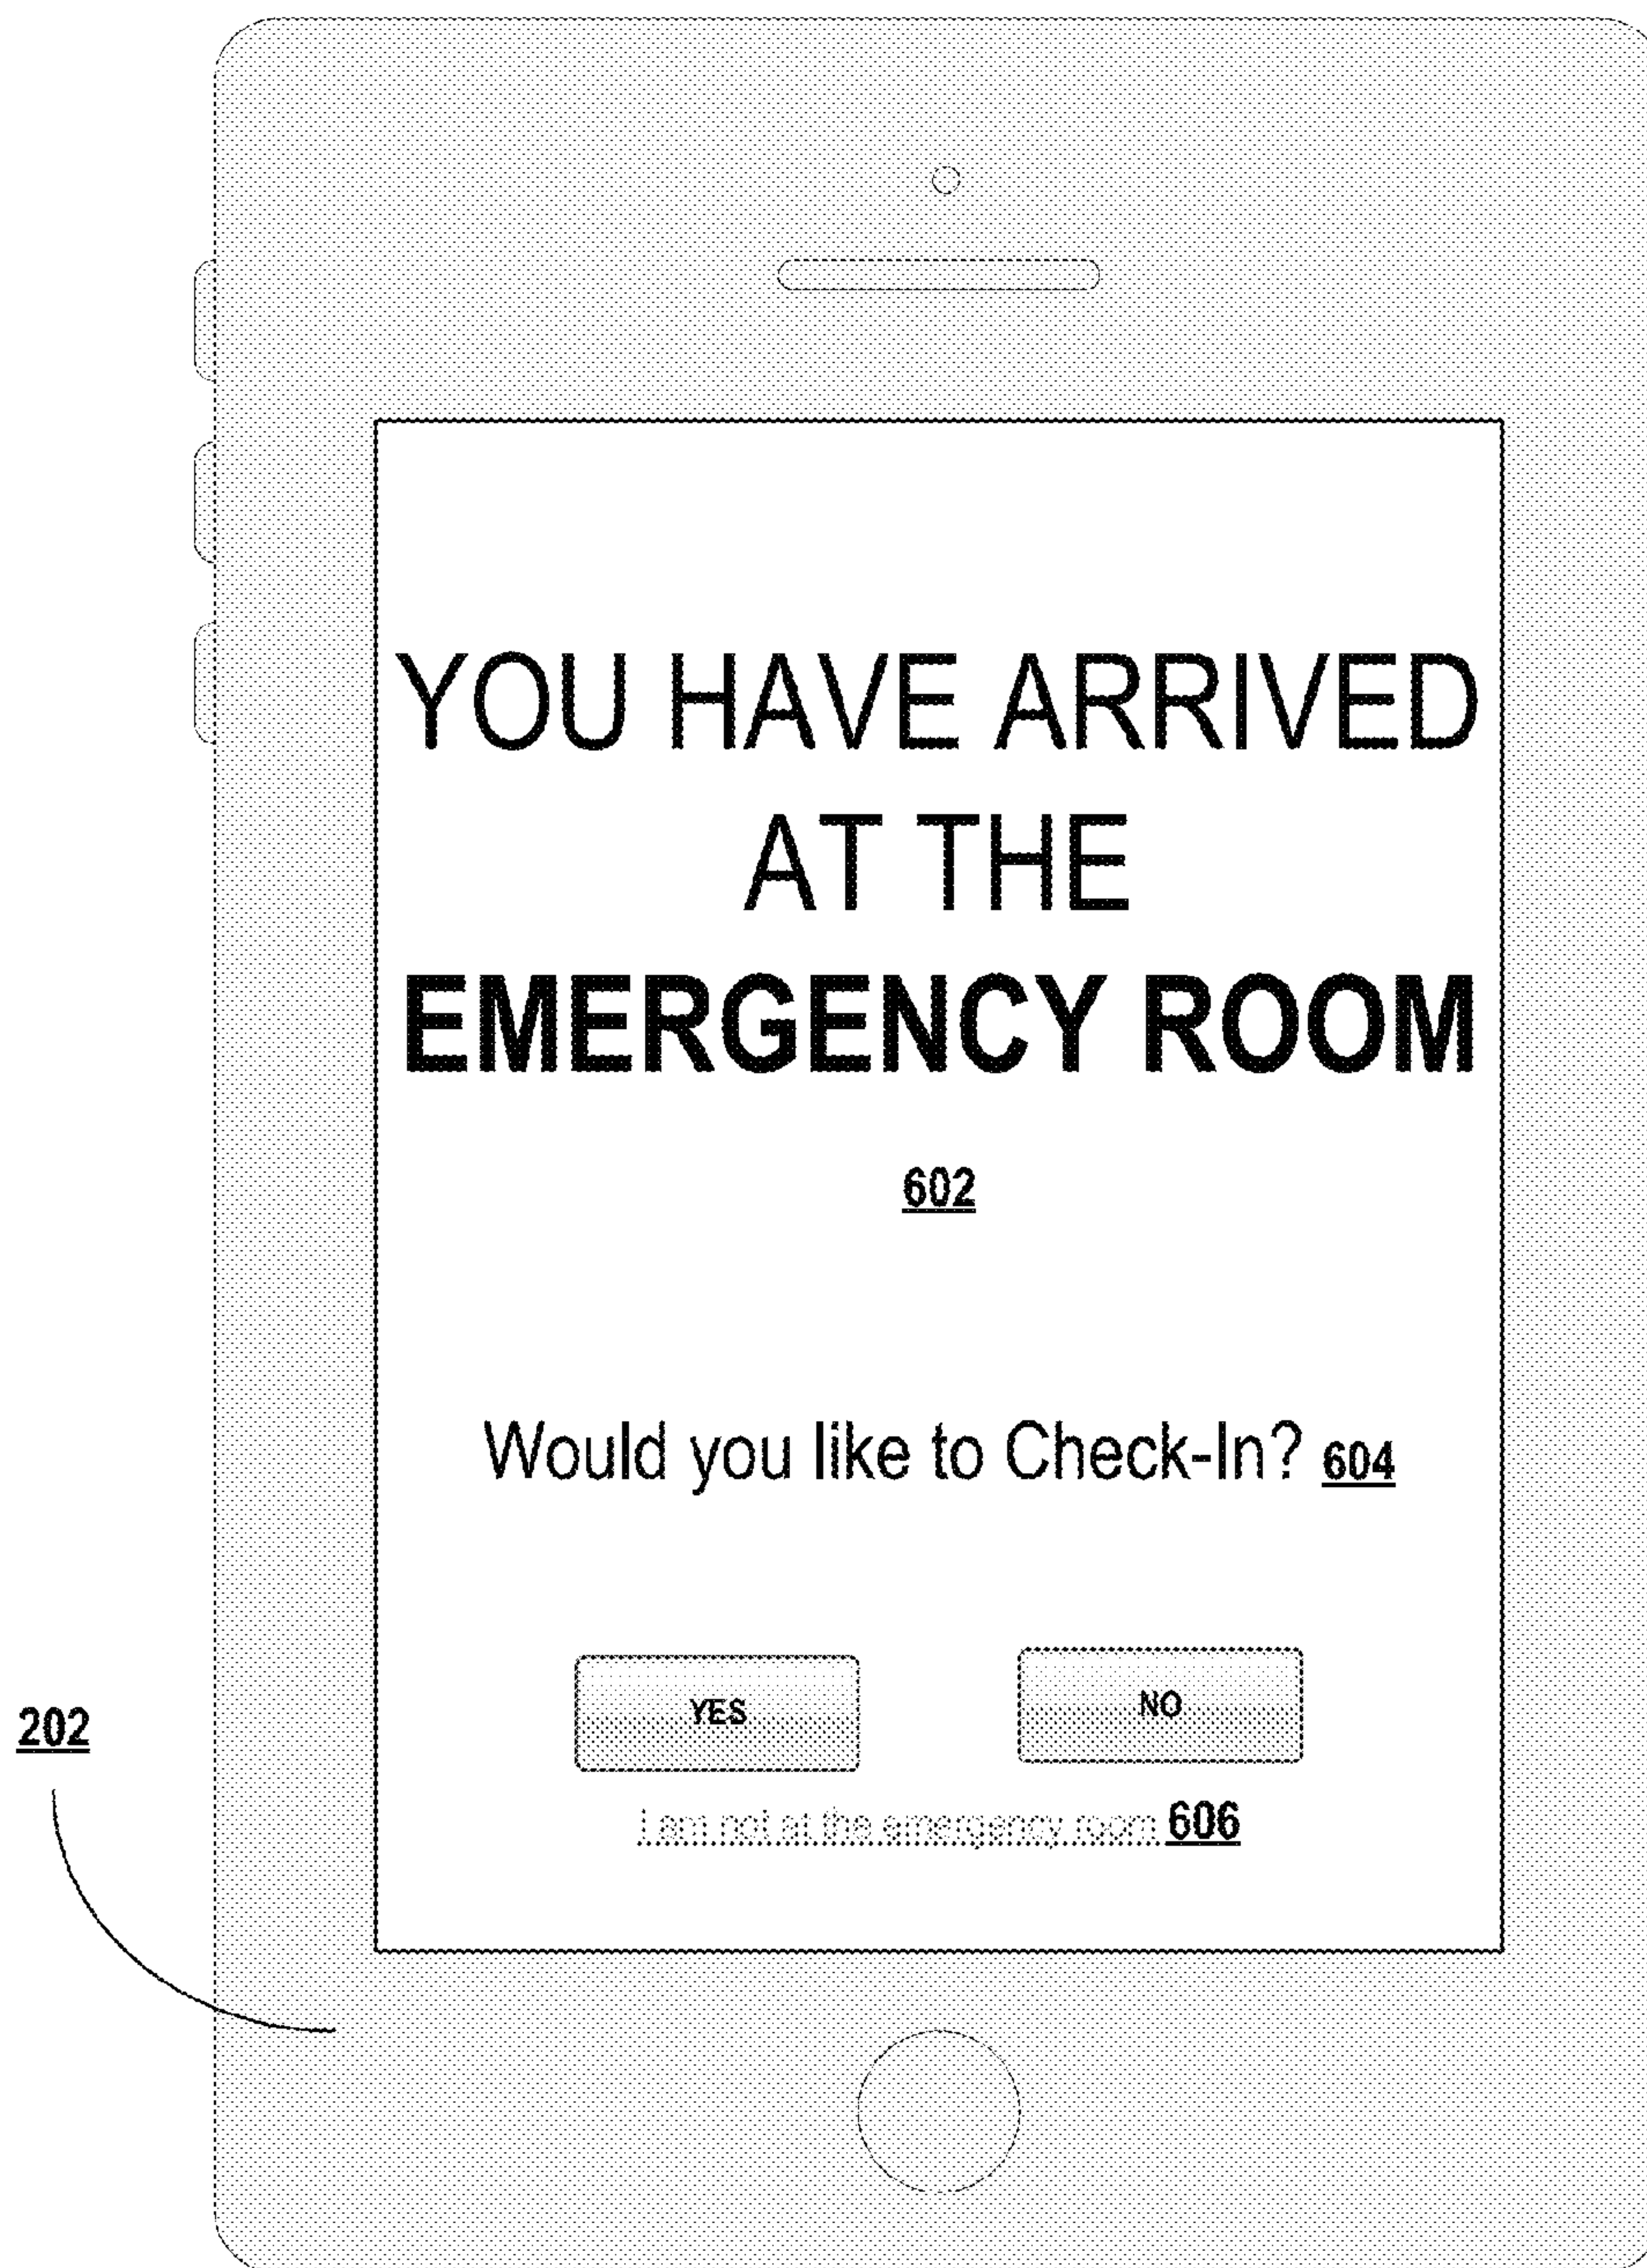 YOU HAVE ARRIVED
AT THE
EMERGENCY ROOM
602
Would you like to Check-In? 604
YES NO
I am not at the emergency room 606
202